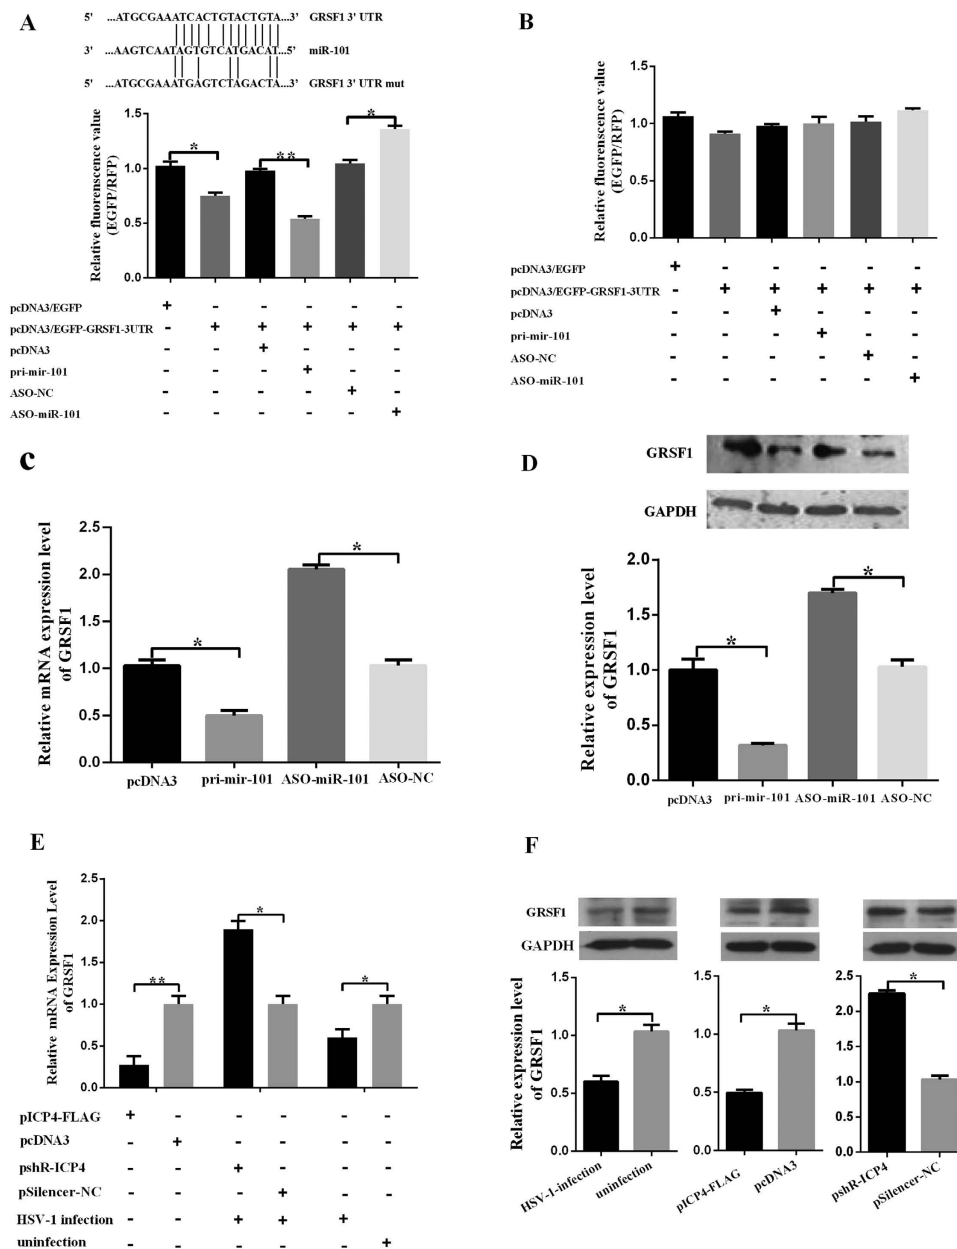 A
5' ...ATGCGAAATCACTGTACTGTA...3' GRSF1 3' UTR
3' ...AAGTCAATAGTGTCATGACAT...5' miR-101
5' ...ATGCGAAATGAGTCTAGACTA...3' GRSF1 3' UTR mut
Relative fluorenscence value
(EGFP/RFP)
1.5
1.0
0.5
0.0
* ** *
pcDNA3/EGFP + - - - - -
pcDNA3/EGFP-GRSF1-3UTR - + + + + +
pcDNA3 - - + - - -
pri-mir-101 - - - + - -
ASO-NC - - - - + -
ASO-miR-101 - - - - - +
B
Relative fluorenscence value
(EGFP/RFP)
1.5
1.0
0.5
0.0
pcDNA3/EGFP + - - - - -
pcDNA3/EGFP-GRSF1-3UTR - + + + + +
pcDNA3 - - + - - -
pri-mir-101 - - - + - -
ASO-NC - - - - + -
ASO-miR-101 - - - - - +
C
Relative mRNA expression level
of GRSF1
2.5
2.0
1.5
1.0
0.5
0.0
* *
pcDNA3 pri-mir-101 ASO-miR-101 ASO-NC
D
GRSF1
GAPDH
Relative expression level
of GRSF1
2.0
1.5
1.0
0.5
0.0
* *
pcDNA3 pri-mir-101 ASO-miR-101 ASO-NC
E
Relative mRNA Expression Level
of GRSF1
2.5
2.0
1.5
1.0
0.5
0.0
** * *
pICP4-FLAG + - - - - -
pcDNA3 - + - - - -
pshR-ICP4 - - + - - -
pSilencer-NC - - - + - -
HSV-1 infection - - + + + -
uninfection - - - - - +
F
GRSF1
GAPDH
Relative expression level
of GRSF1
1.5
1.0
0.5
0.0
*
HSV-1-infection uninfection
1.5
1.0
0.5
0.0
*
pICP4-FLAG pcDNA3
2.5
2.0
1.5
1.0
0.5
0.0
*
pshR-ICP4 pSilencer-NC